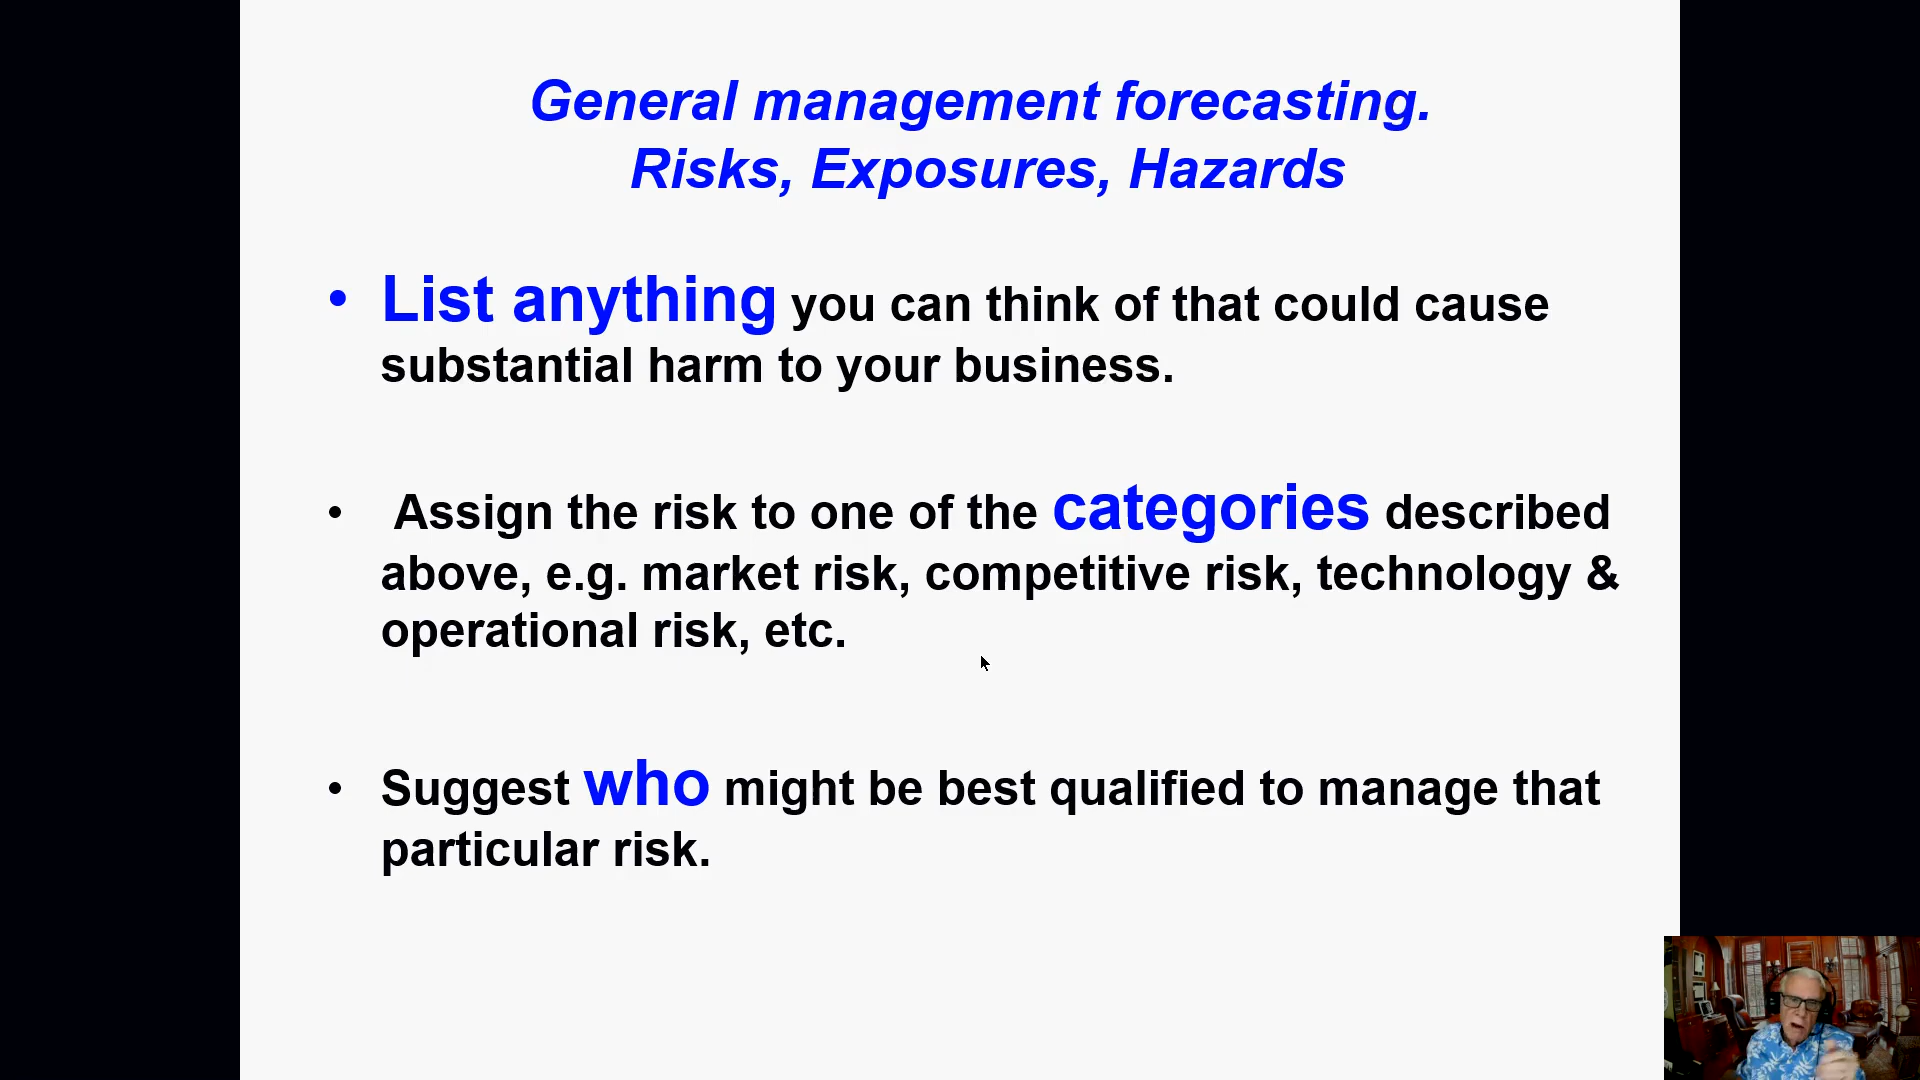 General management forecasting.
Risks, Exposures, Hazards
• List anything you can think of that could cause
substantial harm to your business.
• Assign the risk to one of the categories described
above, e.g. market risk, competitive risk, technology &
operational risk, etc.
• Suggest who might be best qualified to manage that
particular risk.